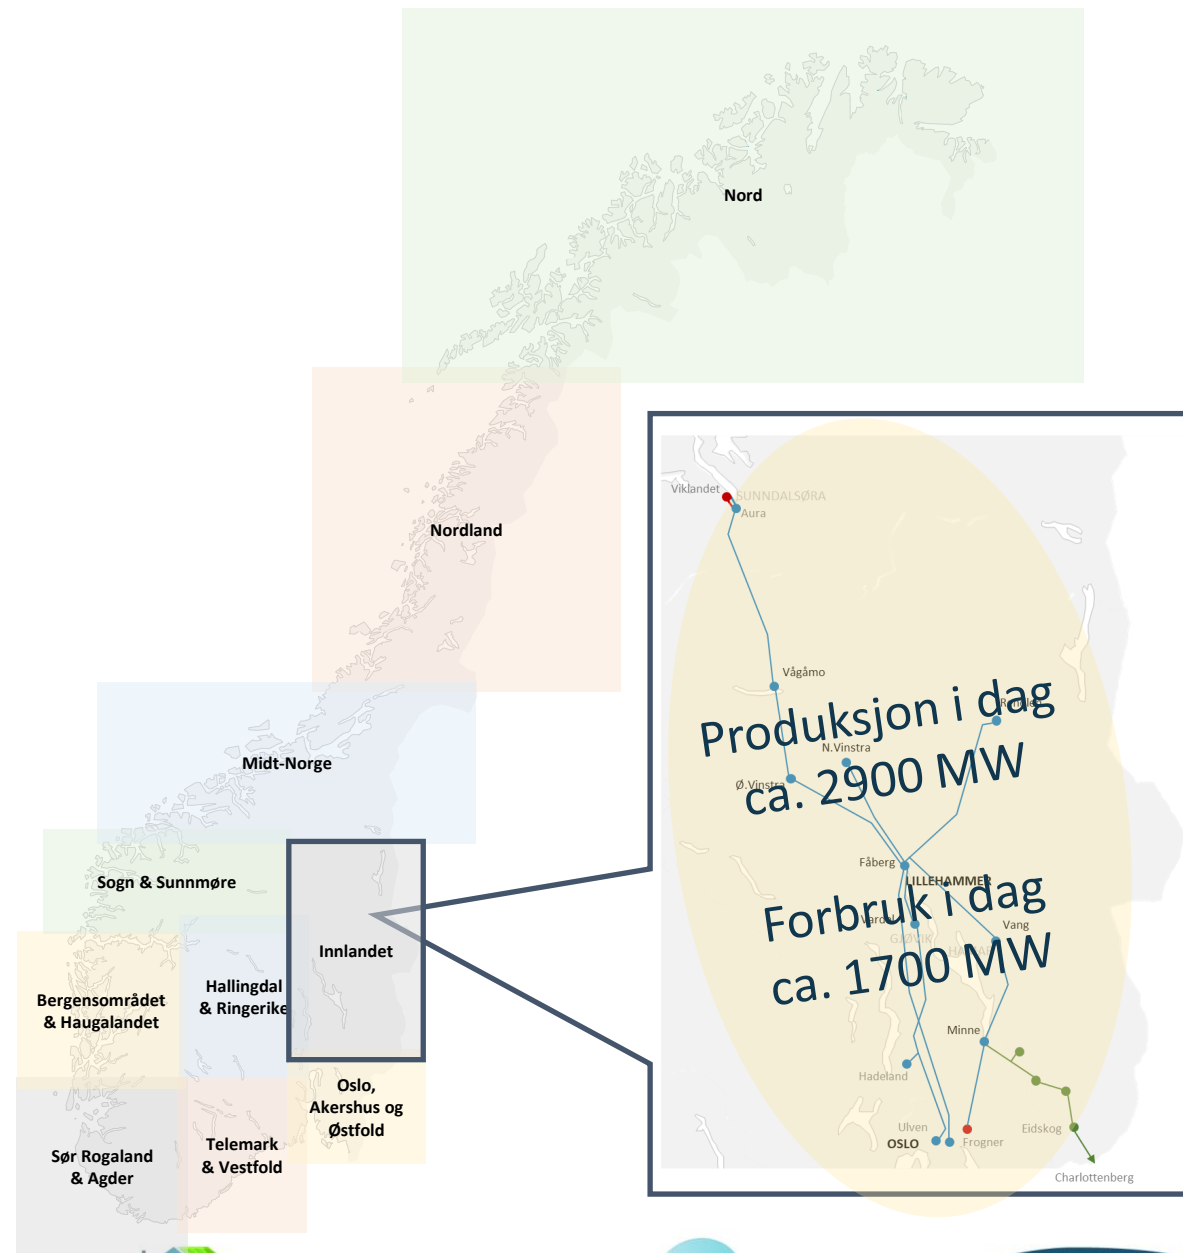 Nord
Nordland
Midt-Norge
Sogn & Sunnmøre
Innlandet
Hallingdal
& Ringerike
Bergensområdet
& Haugalandet
Oslo,
Akershus og
Østfold
Telemark
& Vestfold
Sør Rogaland
& Agder
Viklandet
SUNNDALSØRA
Aura
Vågåmo
Produksjon i dag
ca. 2900 MW
N.Vinstra
Ø.Vinstra
Fåberg
LILLEHAMMER
Forbruk i dag
ca. 1700 MW
Vang
GJØVIK
Minne
Hadeland
Ulven
OSLO
Frogner
Eidskog
Charlottenberg